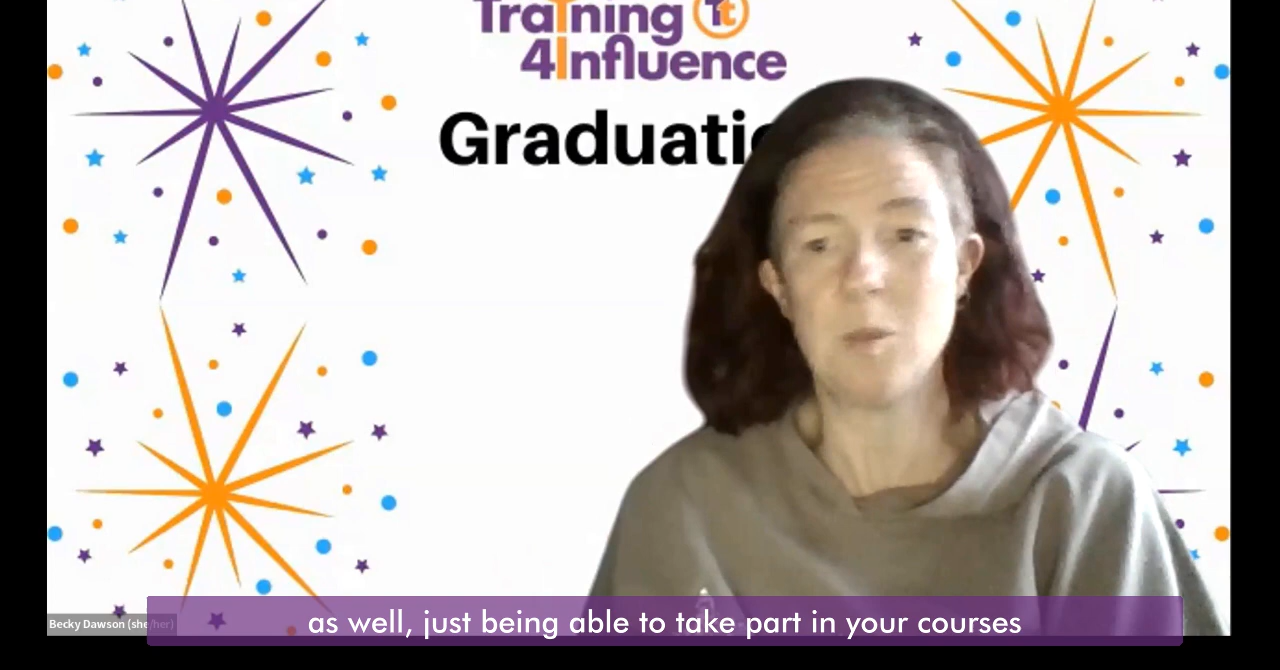 Training
4Influence
Graduati
Becky Dawson (she/her)
as well, just being able to take part in your courses